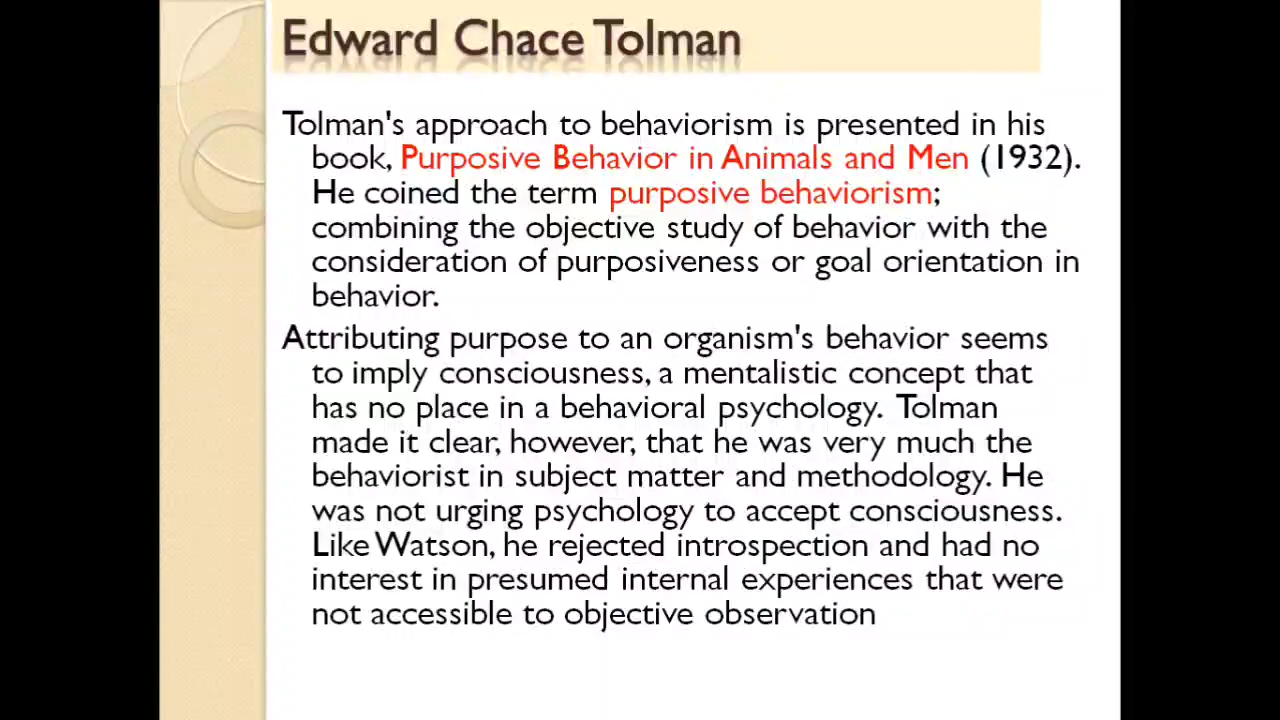 Edward Chace Tolman
Tolman's approach to behaviorism is presented in his
book, Purposive Behavior in Animals and Men (1932).
He coined the term purposive behaviorism;
combining the objective study of behavior with the
consideration of purposiveness or goal orientation in
behavior.
Attributing purpose to an organism's behavior seems
to imply consciousness, a mentalistic concept that
has no place in a behavioral psychology. Tolman
made it clear, however, that he was very much the
behaviorist in subject matter and methodology. He
was not urging psychology to accept consciousness.
Like Watson, he rejected introspection and had no
interest in presumed internal experiences that were
not accessible to objective observation